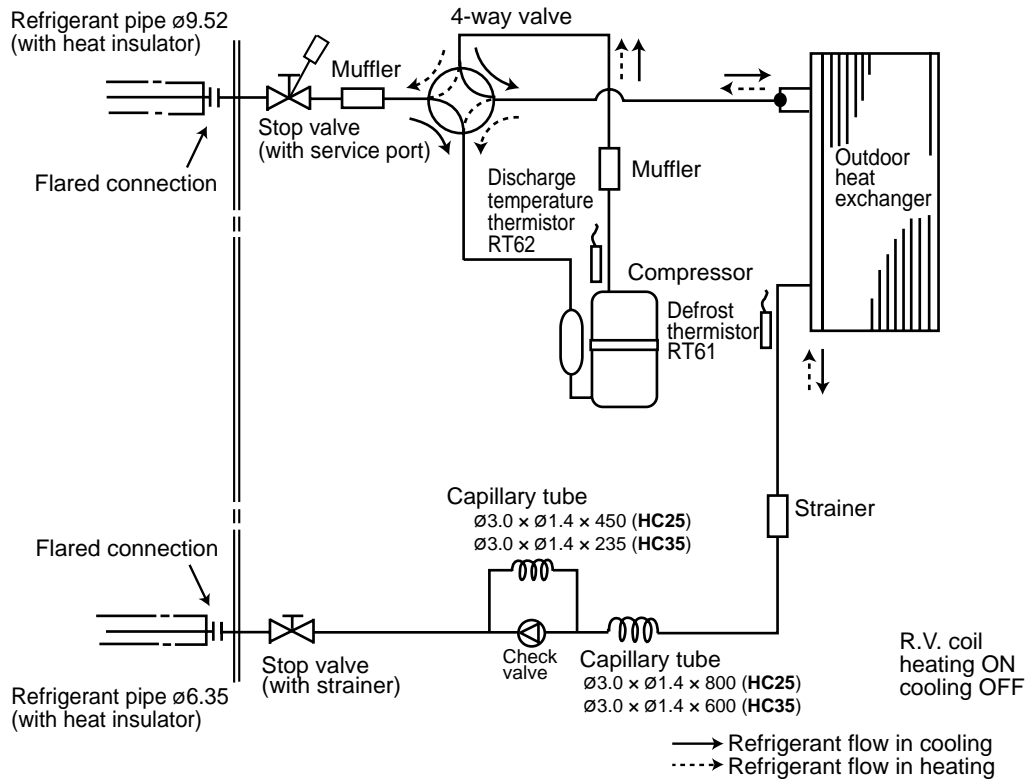 Refrigerant pipe ø9.52
(with heat insulator)
4-way valve
Muffler
Stop valve
(with service port)
Flared connection
Discharge
temperature
thermistor
RT62
Muffler
Outdoor
heat
exchanger
Compressor
Defrost
thermistor
RT61
Capillary tube
Ø3.0 × Ø1.4 × 450 (HC25)
Ø3.0 × Ø1.4 × 235 (HC35)
Strainer
Flared connection
Stop valve
(with strainer)
Check
valve
Capillary tube
Ø3.0 × Ø1.4 × 800 (HC25)
Ø3.0 × Ø1.4 × 600 (HC35)
R.V. coil
heating ON
cooling OFF
Refrigerant pipe ø6.35
(with heat insulator)
Refrigerant flow in cooling
Refrigerant flow in heating